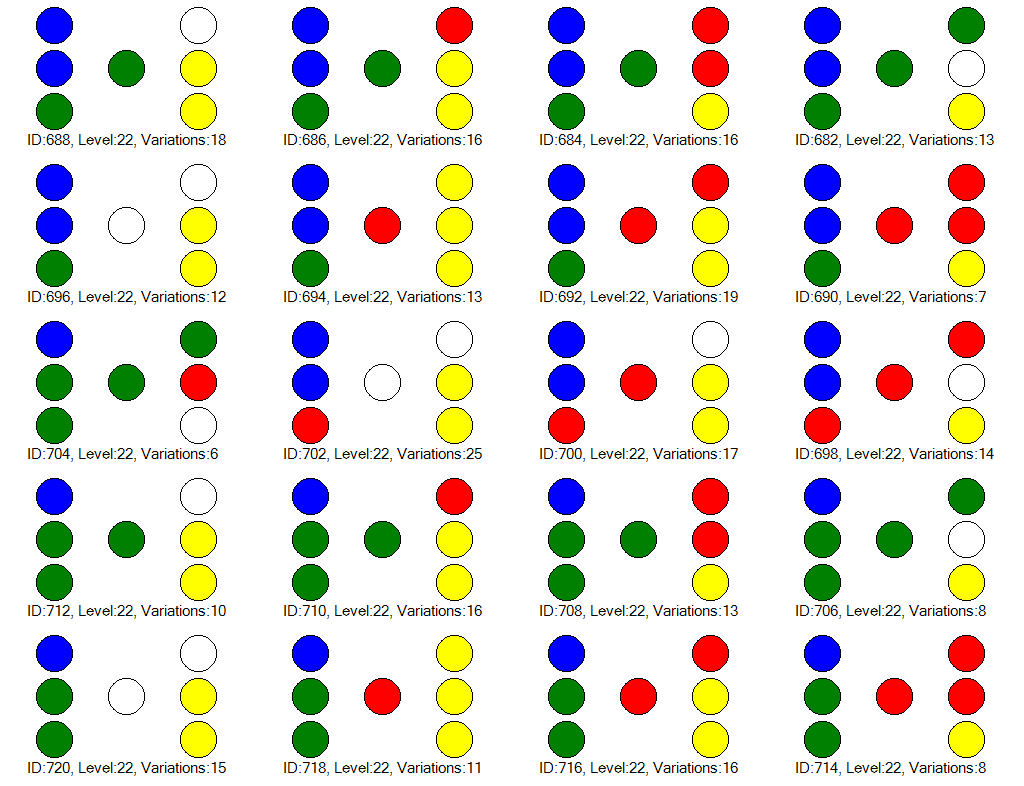 ID:688, Level:22, Variations:18
ID:686, Level:22, Variations:16
ID:684, Level:22, Variations:16
ID:682, Level:22, Variations:13
ID:696, Level:22, Variations:12
ID:694, Level:22, Variations:13
ID:692, Level:22, Variations:19
ID:690, Level:22, Variations:7
ID:704, Level:22, Variations:6
ID:702, Level:22, Variations:25
ID:700, Level:22, Variations:17
ID:698, Level:22, Variations:14
ID:712, Level:22, Variations:10
ID:710, Level:22, Variations:16
ID:708, Level:22, Variations:13
ID:706, Level:22, Variations:8
ID:720, Level:22, Variations:15
ID:718, Level:22, Variations:11
ID:716, Level:22, Variations:16
ID:714, Level:22, Variations:8